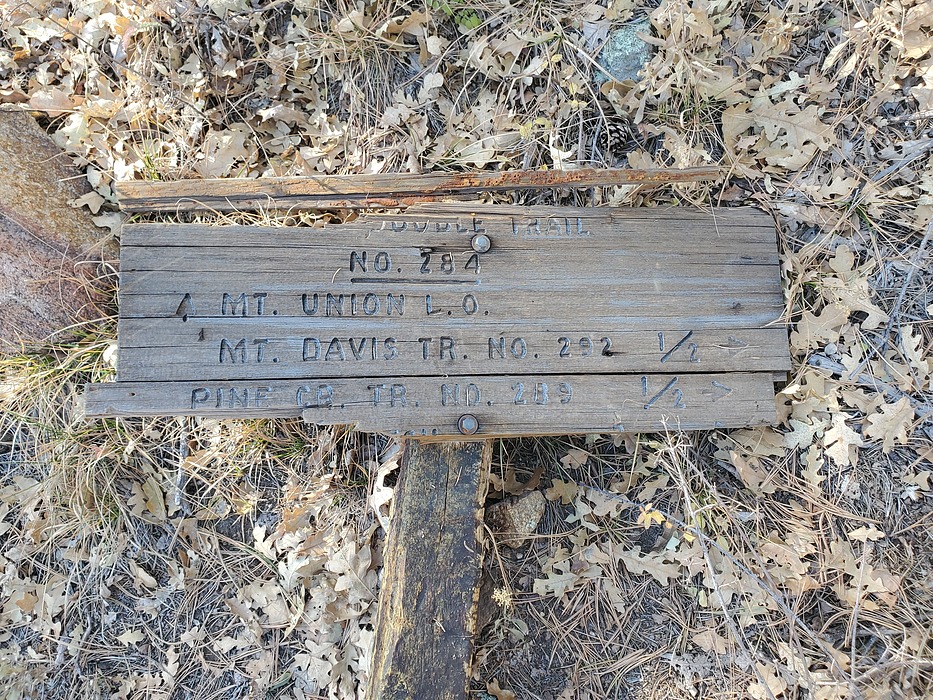 TRAIL
NO. 284
MT. UNION L.O.
MT. DAVIS TR. NO. 292 1/2 >
PINE CR. TR. NO. 289 1/2 >